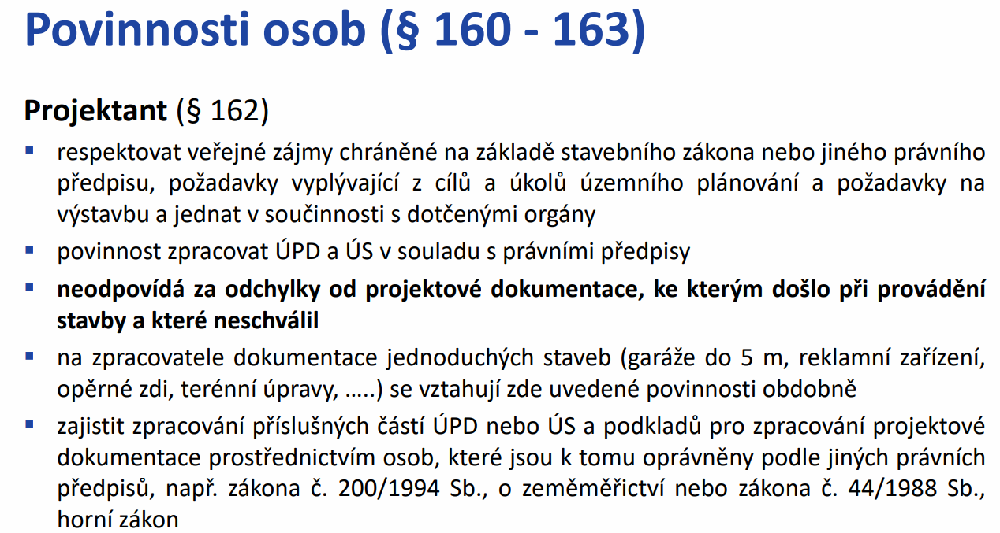 Povinnosti osob (§ 160 - 163)
Projektant (§ 162)
▪ respektovat veřejné zájmy chráněné na základě stavebního zákona nebo jiného právního
předpisu, požadavky vyplývající z cílů a úkolů územního plánování a požadavky na
výstavbu a jednat v součinnosti s dotčenými orgány
▪ povinnost zpracovat ÚPD a ÚS v souladu s právními předpisy
▪ neodpovídá za odchylky od projektové dokumentace, ke kterým došlo při provádění
stavby a které neschválil
▪ na zpracovatele dokumentace jednoduchých staveb (garáže do 5 m, reklamní zařízení,
opěrné zdi, terénní úpravy, …..) se vztahují zde uvedené povinnosti obdobně
▪ zajistit zpracování příslušných částí ÚPD nebo ÚS a podkladů pro zpracování projektové
dokumentace prostřednictvím osob, které jsou k tomu oprávněny podle jiných právních
předpisů, např. zákona č. 200/1994 Sb., o zeměměřictví nebo zákona č. 44/1988 Sb.,
horní zákon